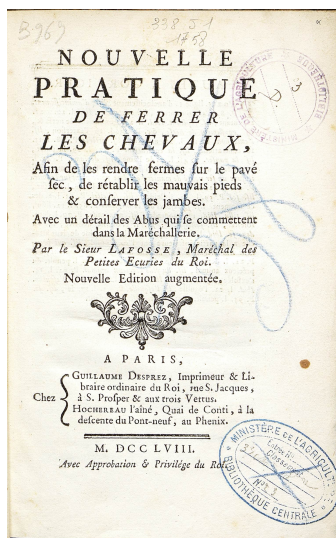 B969
338 J1
1758
NOUVELLE
PRATIQUE
DE FERRER
LES CHEVAUX,
Afin de les rendre fermes ſur le pavé
ſec, de rétablir les mauvais pieds
& conſerver les jambes.
Avec un détail des Abus qui ſe commettent
dans la Maréchallerie.
Par le Sieur LAFOSSE, Maréchal des
Petites Ecuries du Roi.
Nouvelle Edition augmentée.
A PARIS,
Chez
GUILLAUME DESPREZ, Imprimeur & Li-
braire ordinaire du Roi, rue S. Jacques,
à S. Proſper & aux trois Vertus.
HOCHEREAU l'aîné, Quai de Conti, à la
deſcente du Pont-neuf, au Phenix.
M. DCC LVIII.
Avec Approbation & Privilége du Roi.
MINISTÈRE DE L'AGRICULTURE
BIBLIOTHÈQUE CENTRALE